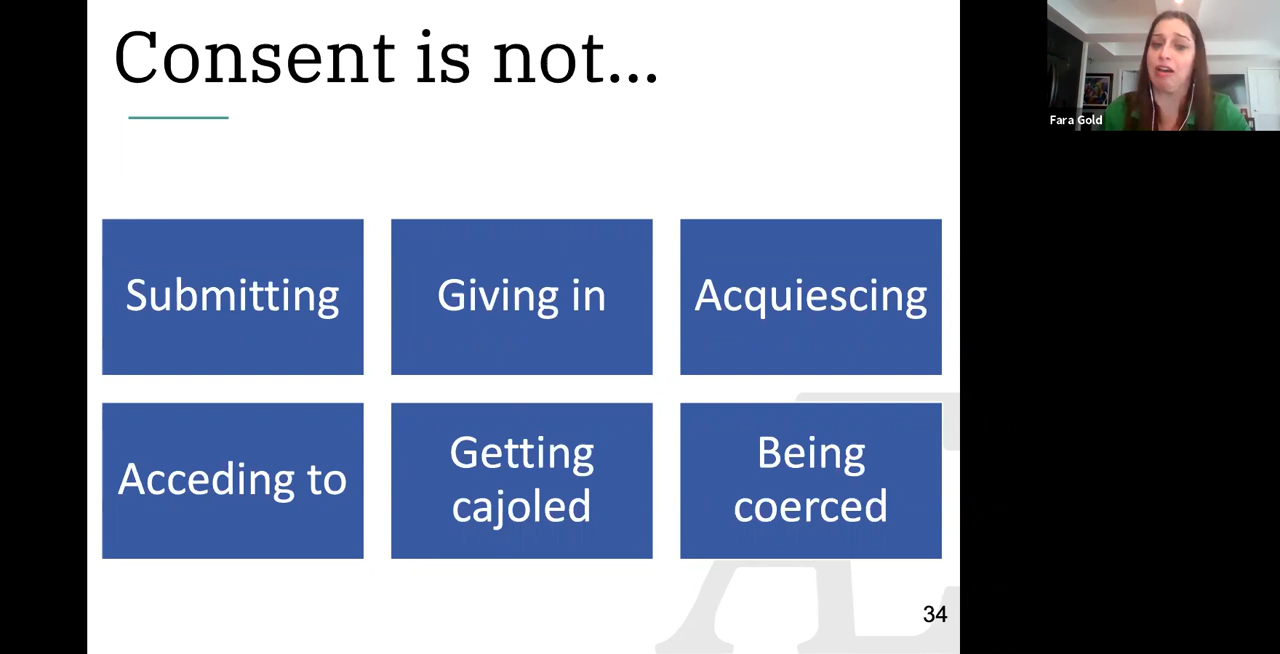 Consent is not...
Fara Gold
Submitting
Giving in
Acquiescing
Acceding to
Getting
cajoled
Being
coerced
34